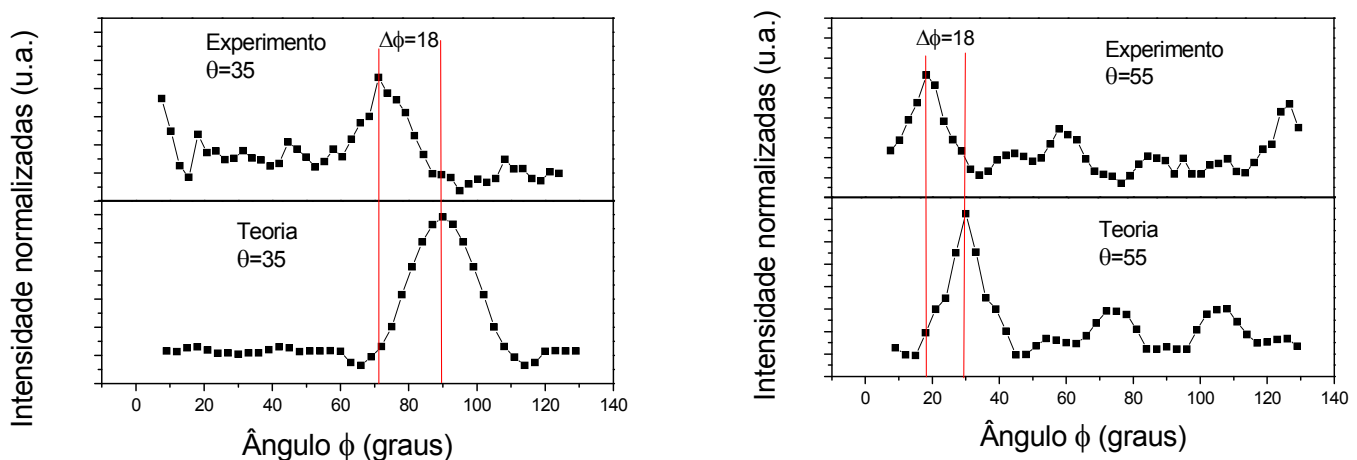 Intensidade normalizadas (u.a.)
Experimento
θ=35
Δϕ=18
Teoria
θ=35
0 20 40 60 80 100 120 140
Ângulo ϕ (graus)
Intensidade normalizadas (u.a.)
Δϕ=18
Experimento
θ=55
Teoria
θ=55
0 20 40 60 80 100 120 140
Ângulo ϕ (graus)